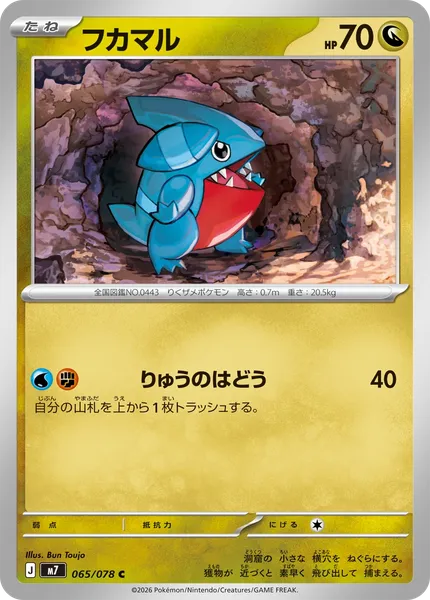 たね フカマル HP70
全国図鑑NO.0443 りくザメポケモン 高さ:0.7m 重さ:20.5kg
りゅうのはどう 40
自分の山札を上から1枚トラッシュする。
弱点 抵抗力 にげる
Illus. Bun Toujo
洞窟の 小さな 横穴を ねぐらにする。
獲物が 近づくと 素早く 飛び出して 捕まえる。
J M7 065/078 C
©2026 Pokémon/Nintendo/Creatures/GAME FREAK.